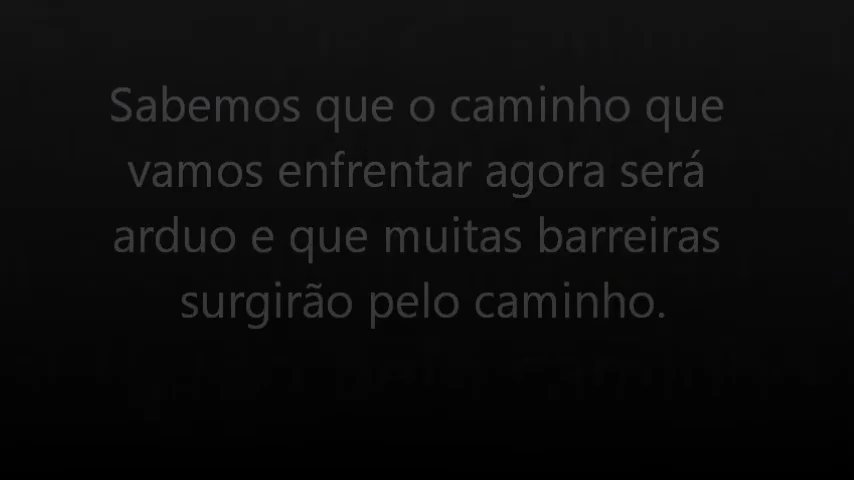 Sabemos que o caminho que
vamos enfrentar agora será
arduo e que muitas barreiras
surgirão pelo caminho.